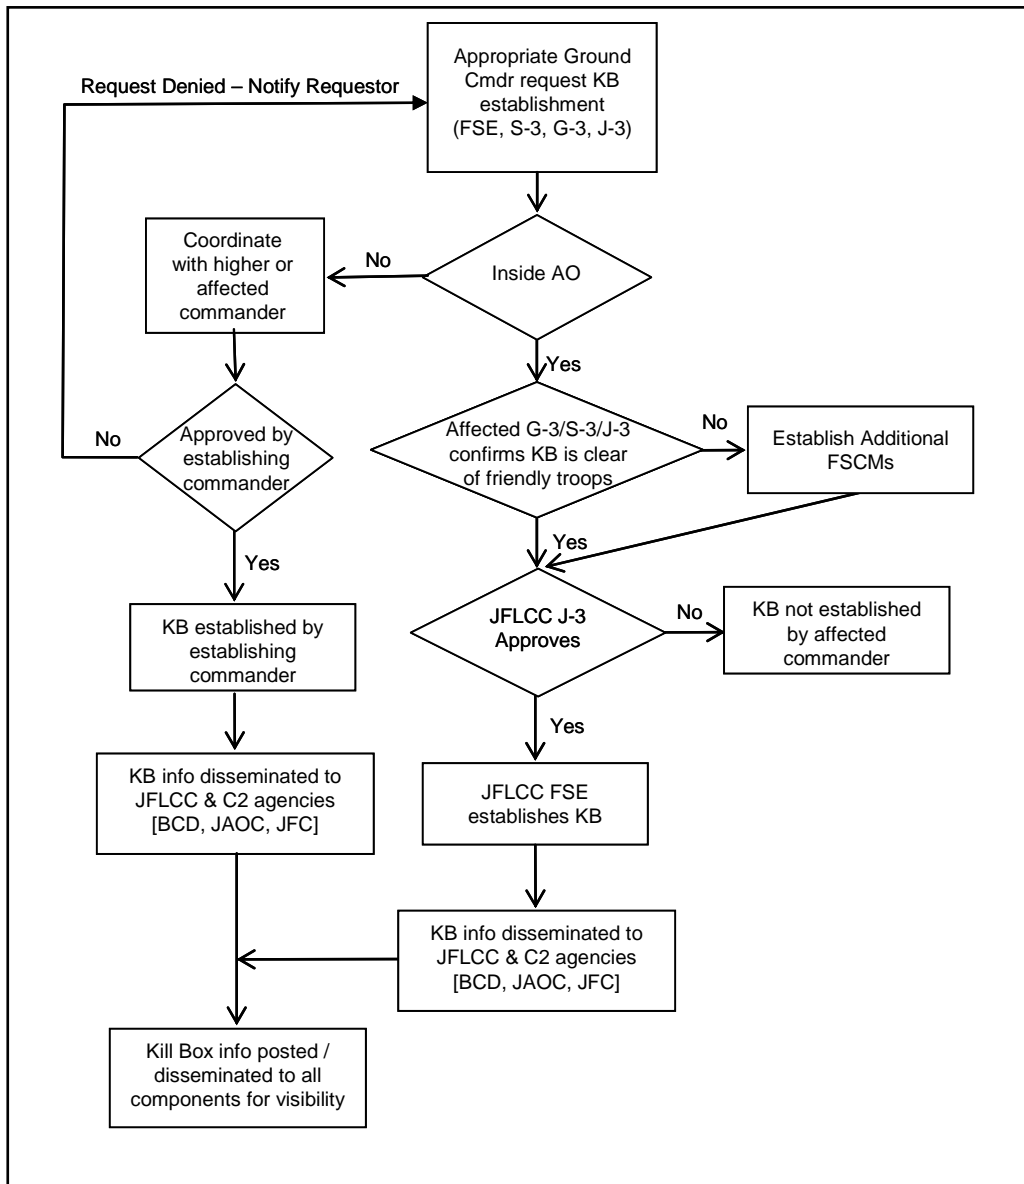 Appropriate Ground
Cmdr request KB
establishment
(FSE, S-3, G-3, J-3)
Request Denied – Notify Requestor
Coordinate
with higher or
affected
commander
No
Inside AO
Yes
No
Approved by
establishing
commander
Affected G-3/S-3/J-3
confirms KB is clear
of friendly troops
No
Establish Additional
FSCMs
Yes
Yes
KB established by
establishing
commander
JFLCC J-3
Approves
No
KB not established
by affected
commander
Yes
KB info disseminated to
JFLCC & C2 agencies
[BCD, JAOC, JFC]
JFLCC FSE
establishes KB
KB info disseminated to
JFLCC & C2 agencies
[BCD, JAOC, JFC]
Kill Box info posted /
disseminated to all
components for visibility